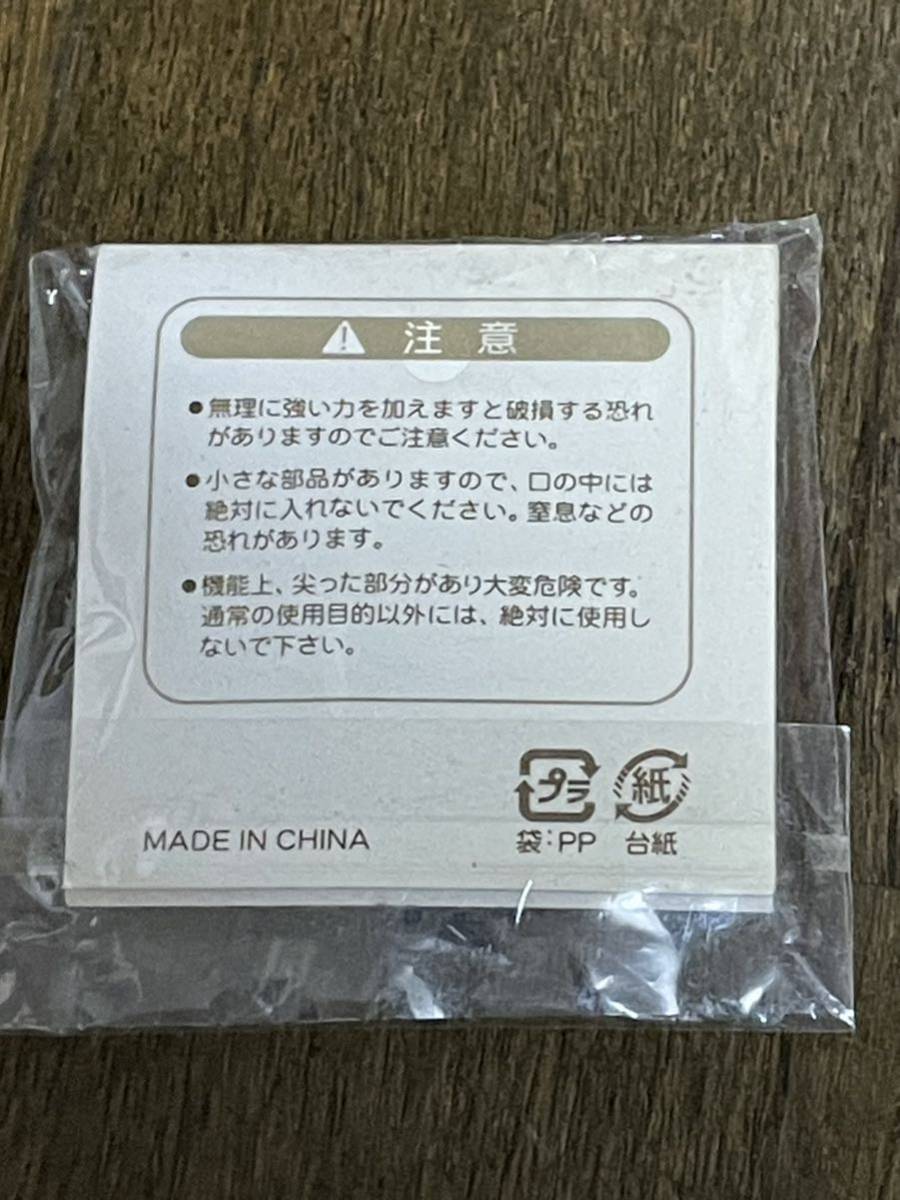 注意
●無理に強い力を加えますと破損する恐れ
がありますのでご注意ください。
●小さな部品がありますので、口の中には
絶対に入れないでください。窒息などの
恐れがあります。
●機能上、尖った部分があり大変危険です。
通常の使用目的以外には、絶対に使用し
ないで下さい。
プラ 紙
MADE IN CHINA 袋:PP 台紙